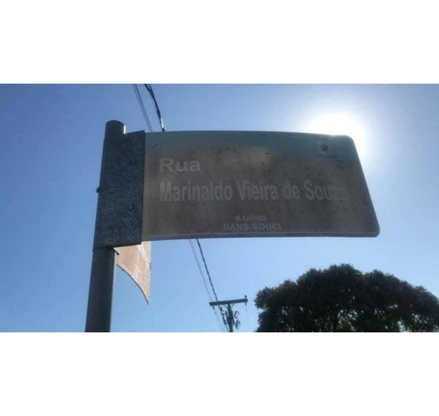 Rua
Marinaldo Vieira de Souza
BAIRRO
SANS-SOUCI